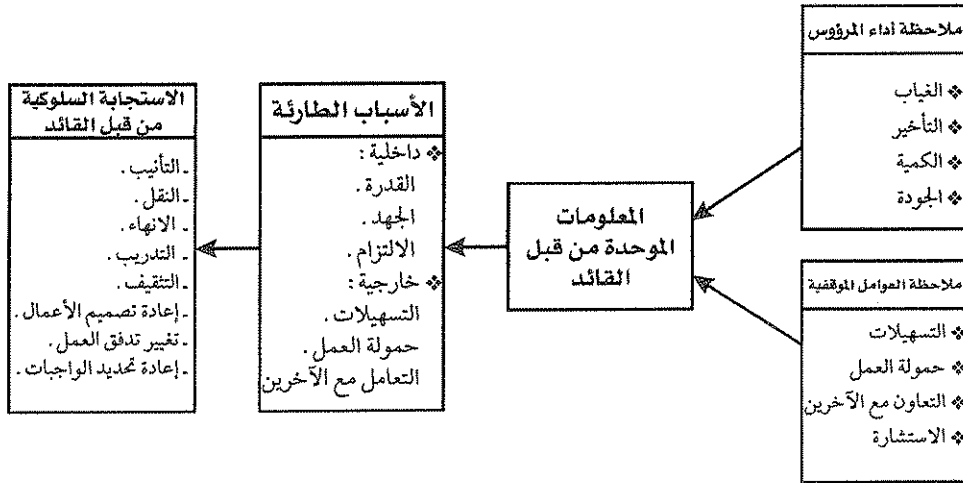 ملاحظة أداء المرؤوس
❖ الغياب
❖ التأخير
❖ الكمية
❖ الجودة
ملاحظة العوامل الموقفية
❖ التسهيلات
❖ حمولة العمل
❖ التعاون مع الآخرين
❖ الاستشارة
المعلومات
الموحدة من قبل
القائد
الأسباب الطارئة
❖ داخلية :
القدرة .
الجهد .
الالتزام .
❖ خارجية :
التسهيلات .
حمولة العمل .
التعامل مع الآخرين
الاستجابة السلوكية
من قبل القائد
ـ التأنيب .
ـ النقل .
ـ الانهاء .
ـ التدريب .
ـ التثقيف .
ـ إعادة تصميم الأعمال .
ـ تغيير تدفق العمل .
ـ إعادة تحديد الواجبات .